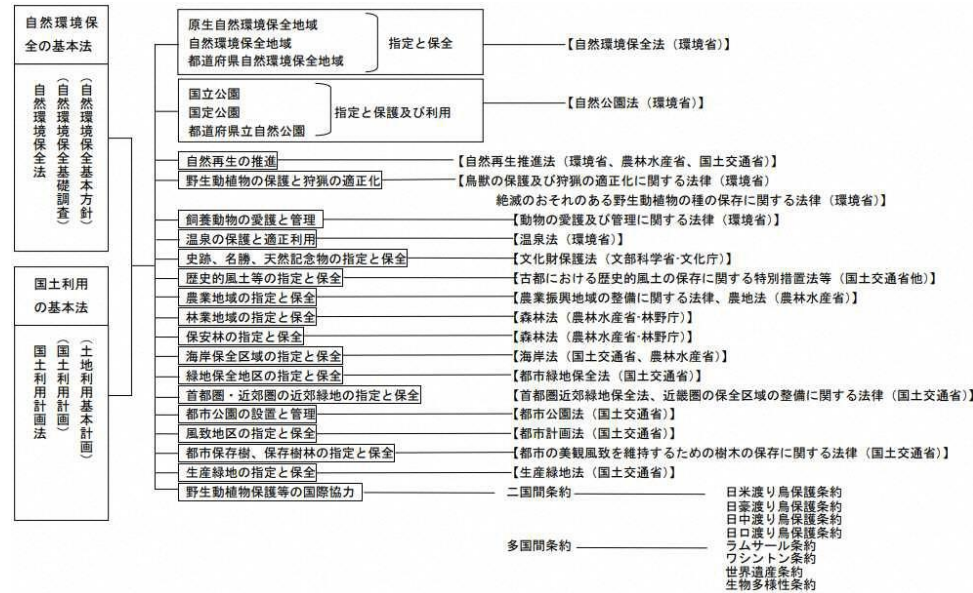 自然環境保
全の基本法
（自然環境保全基本方針）
（自然環境保全基礎調査）
自然環境保全法
国土利用
の基本法
（土地利用基本計画）
（国土利用計画）
国土利用計画法
原生自然環境保全地域
自然環境保全地域
都道府県自然環境保全地域
指定と保全
【自然環境保全法（環境省）】
国立公園
国定公園
都道府県立自然公園
指定と保護及び利用
【自然公園法（環境省）】
自然再生の推進
【自然再生推進法（環境省、農林水産省、国土交通省）】
野生動植物の保護と狩猟の適正化
【鳥獣の保護及び狩猟の適正化に関する法律（環境省）
絶滅のおそれのある野生動植物の種の保存に関する法律（環境省）】
飼養動物の愛護と管理
【動物の愛護及び管理に関する法律（環境省）】
温泉の保護と適正利用
【温泉法（環境省）】
史跡、名勝、天然記念物の指定と保全
【文化財保護法（文部科学省・文化庁）】
歴史的風土等の指定と保全
【古都における歴史的風土の保存に関する特別措置法等（国土交通省他）】
農業地域の指定と保全
【農業振興地域の整備に関する法律、農地法（農林水産省）】
林業地域の指定と保全
【森林法（農林水産省・林野庁）】
保安林の指定と保全
【森林法（農林水産省・林野庁）】
海岸保全区域の指定と保全
【海岸法（国土交通省、農林水産省）】
緑地保全地区の指定と保全
【都市緑地保全法（国土交通省）】
首都圏・近郊圏の近郊緑地の指定と保全
【首都圏近郊緑地保全法、近畿圏の保全区域の整備に関する法律（国土交通省）】
都市公園の設置と管理
【都市公園法（国土交通省）】
風致地区の指定と保全
【都市計画法（国土交通省）】
都市保存樹、保存樹林の指定と保全
【都市の美観風致を維持するための樹木の保存に関する法律（国土交通省）】
生産緑地の指定と保全
【生産緑地法（国土交通省）】
野生動植物保護等の国際協力
二国間条約
日米渡り鳥保護条約
日豪渡り鳥保護条約
日中渡り鳥保護条約
日ロ渡り鳥保護条約
多国間条約
ラムサール条約
ワシントン条約
世界遺産条約
生物多様性条約